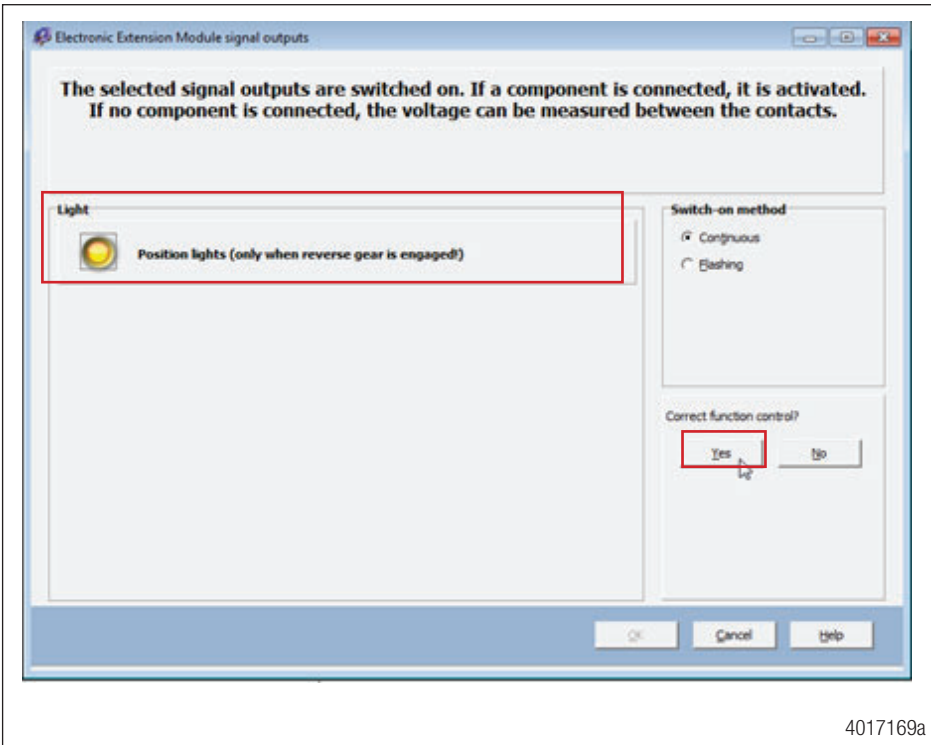 Electronic Extension Module signal outputs
The selected signal outputs are switched on. If a component is connected, it is activated.
If no component is connected, the voltage can be measured between the contacts.
Light
Position lights (only when reverse gear is engaged!)
Switch-on method
Continuous
Flashing
Correct function control?
Yes
No
OK
Cancel
Help
4017169a